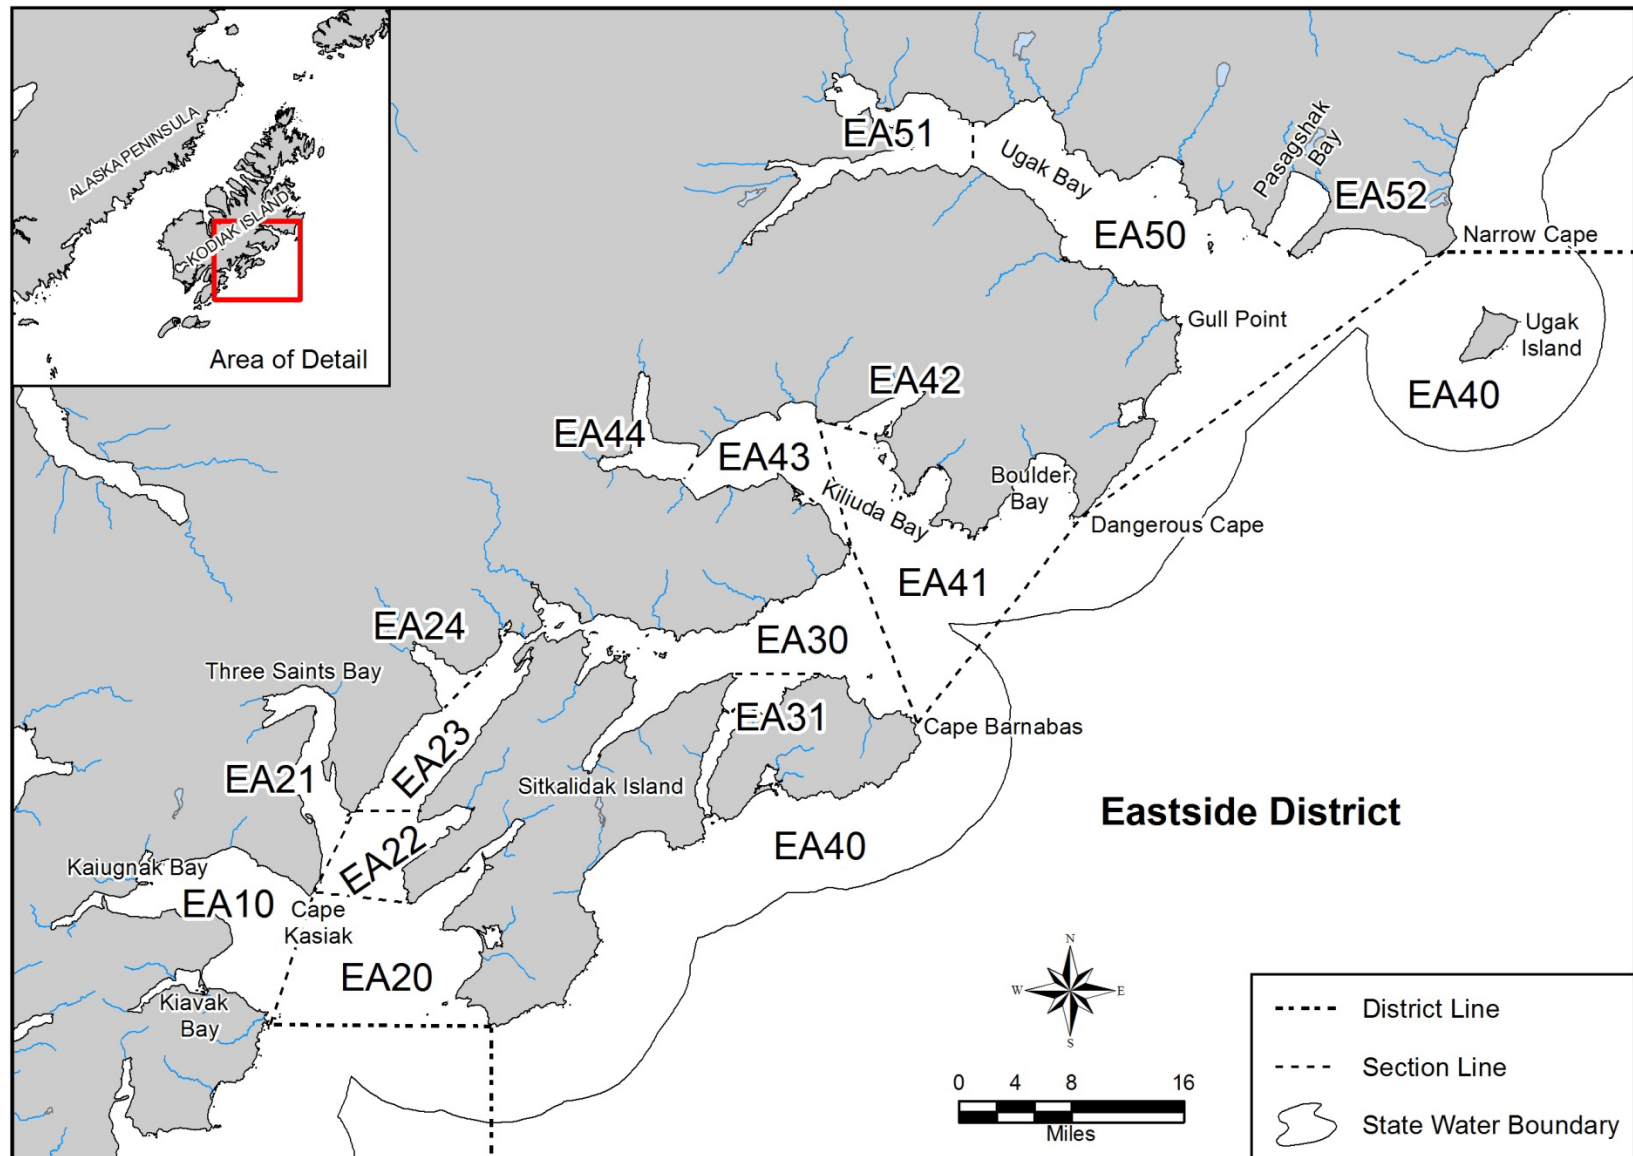 ALASKA PENINSULA
KODIAK ISLAND
Area of Detail
EA51
Ugak Bay
Pasagshak
Bay
EA52
EA50
Narrow Cape
Gull Point
Ugak
Island
EA40
EA42
EA44
EA43
Kiliuda Bay
Boulder
Bay
Dangerous Cape
EA41
EA24
EA30
Three Saints Bay
EA31
Cape Barnabas
EA23
EA21
Sitkalidak Island
Eastside District
EA22
EA40
Kaiugnak Bay
EA10
Cape
Kasiak
EA20
Kiavak
Bay
N
W
E
S
0 4 8 16
Miles
District Line
Section Line
State Water Boundary